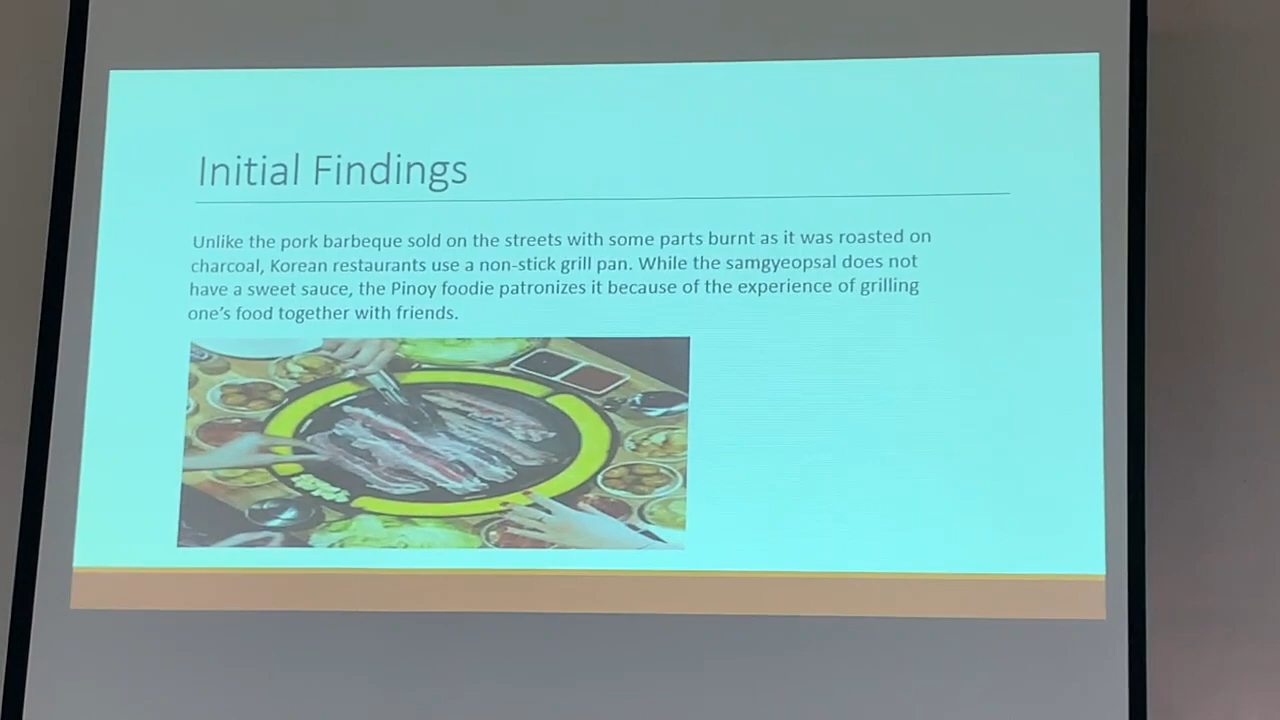 Initial Findings
Unlike the pork barbeque sold on the streets with some parts burnt as it was roasted on
charcoal, Korean restaurants use a non-stick grill pan. While the samgyeopsal does not
have a sweet sauce, the Pinoy foodie patronizes it because of the experience of grilling
one's food together with friends.